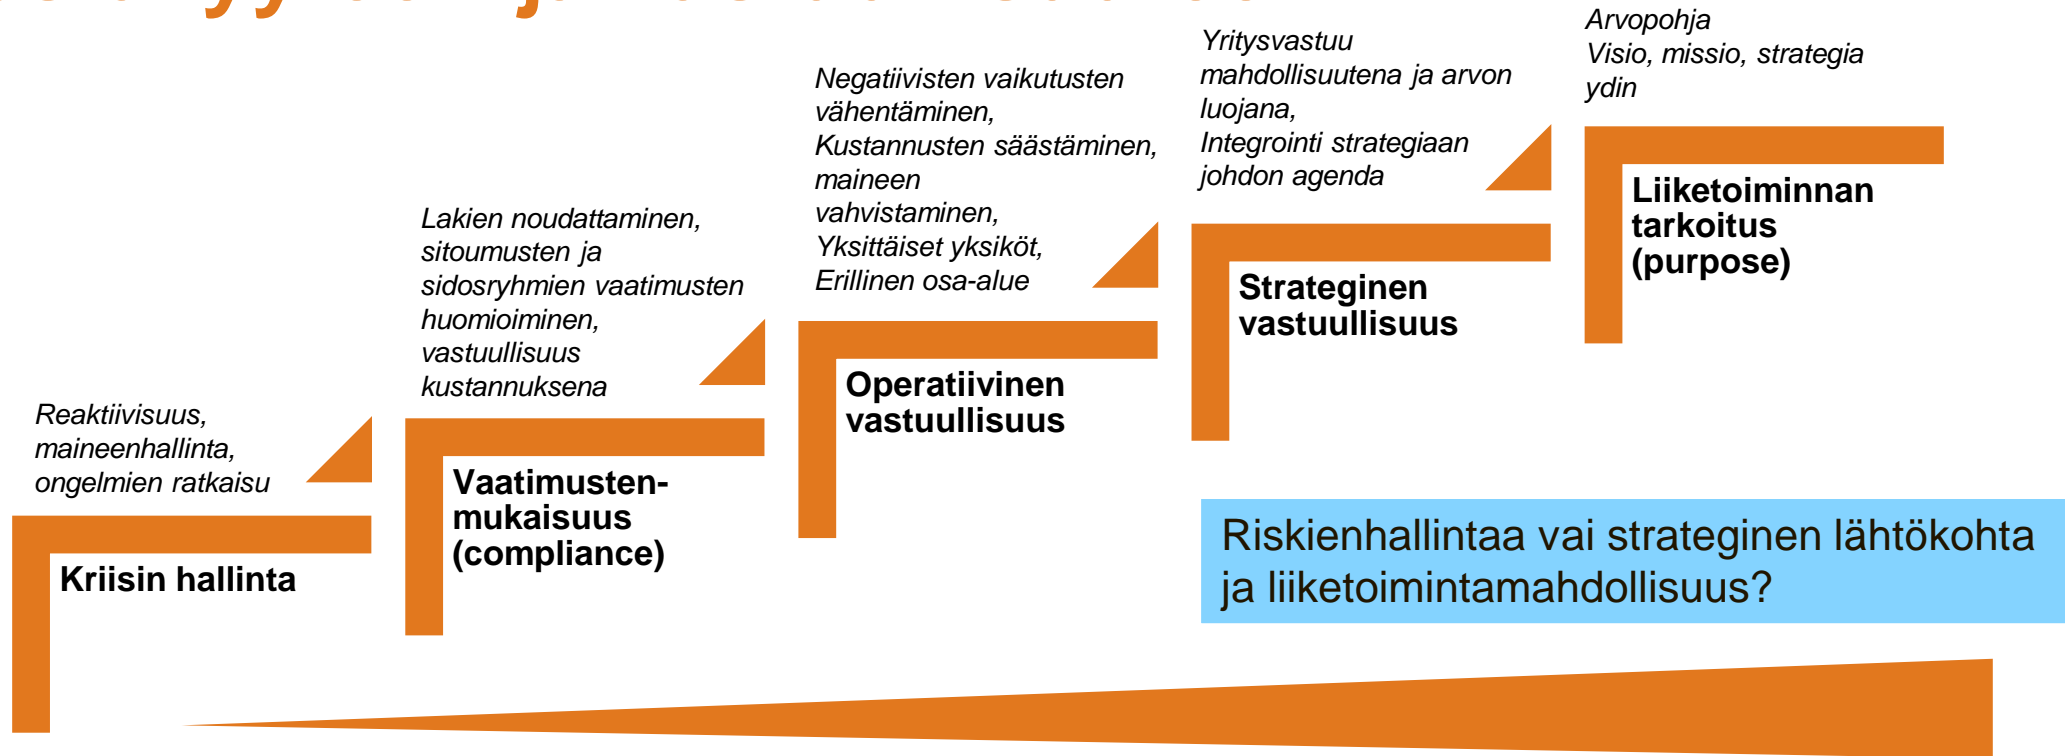 Reaktiivisuus,
maineenhallinta,
ongelmien ratkaisu
Kriisin hallinta
Lakien noudattaminen,
sitoumusten ja
sidosryhmien vaatimusten
huomioiminen,
vastuullisuus
kustannuksena
Vaatimusten-
mukaisuus
(compliance)
Negatiivisten vaikutusten
vähentäminen,
Kustannusten säästäminen,
maineen
vahvistaminen,
Yksittäiset yksiköt,
Erillinen osa-alue
Operatiivinen
vastuullisuus
Yritysvastuu
mahdollisuutena ja arvon
luojana,
Integrointi strategiaan
johdon agenda
Strateginen
vastuullisuus
Arvopohja
Visio, missio, strategia
ydin
Liiketoiminnan
tarkoitus
(purpose)
Riskienhallintaa vai strateginen lähtökohta
ja liiketoimintamahdollisuus?